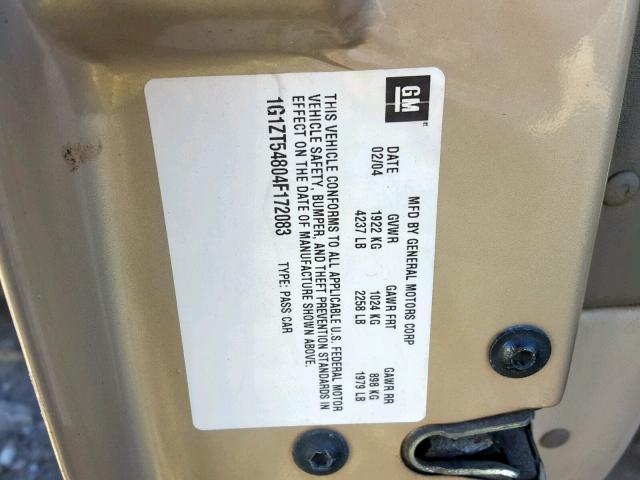 GM
MFD BY GENERAL MOTORS CORP
DATE GVWR GAWR FRT GAWR RR
02/04 1922 KG 1024 KG 898 KG
4237 LB 2258 LB 1979 LB
THIS VEHICLE CONFORMS TO ALL APPLICABLE U.S. FEDERAL MOTOR
VEHICLE SAFETY, BUMPER, AND THEFT PREVENTION STANDARDS IN
EFFECT ON THE DATE OF MANUFACTURE SHOWN ABOVE.
1G1ZT54804F172083 TYPE: PASS CAR